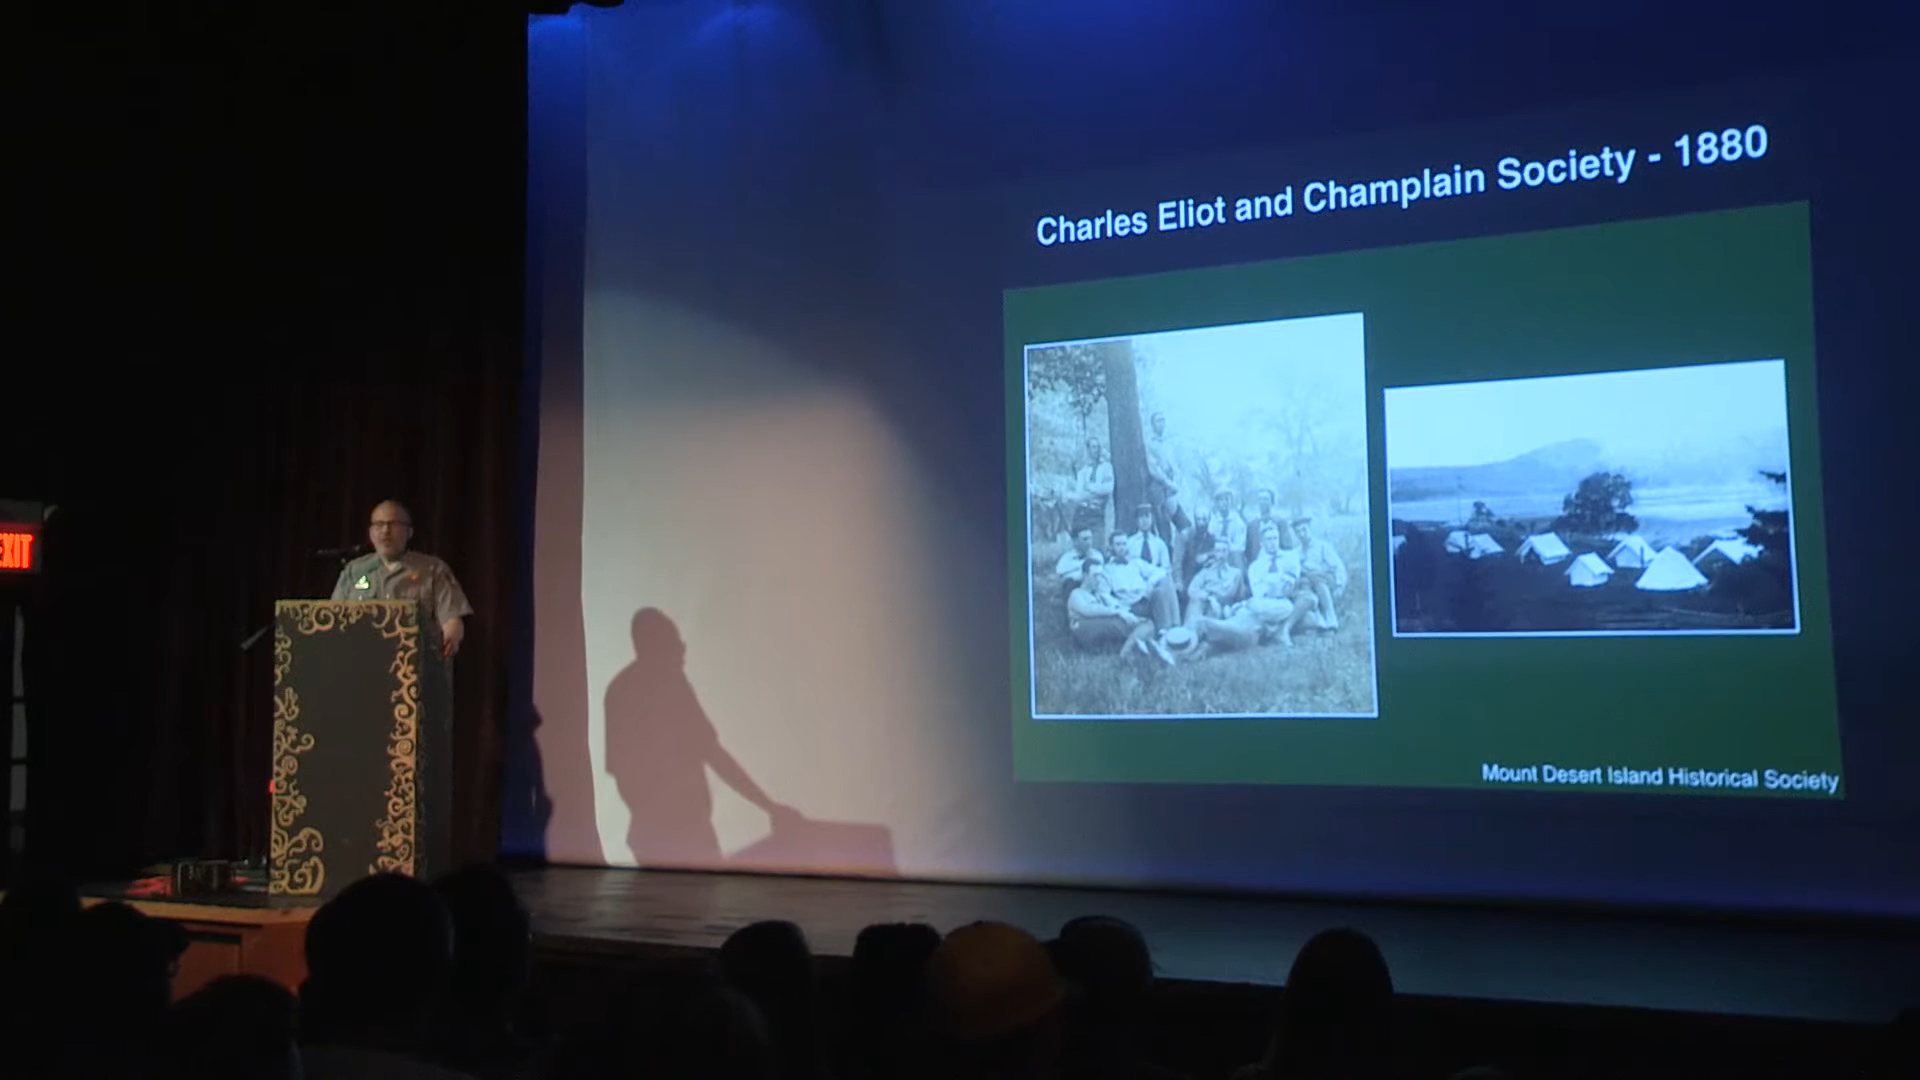 Charles Eliot and Champlain Society - 1880
EXIT
Mount Desert Island Historical Society